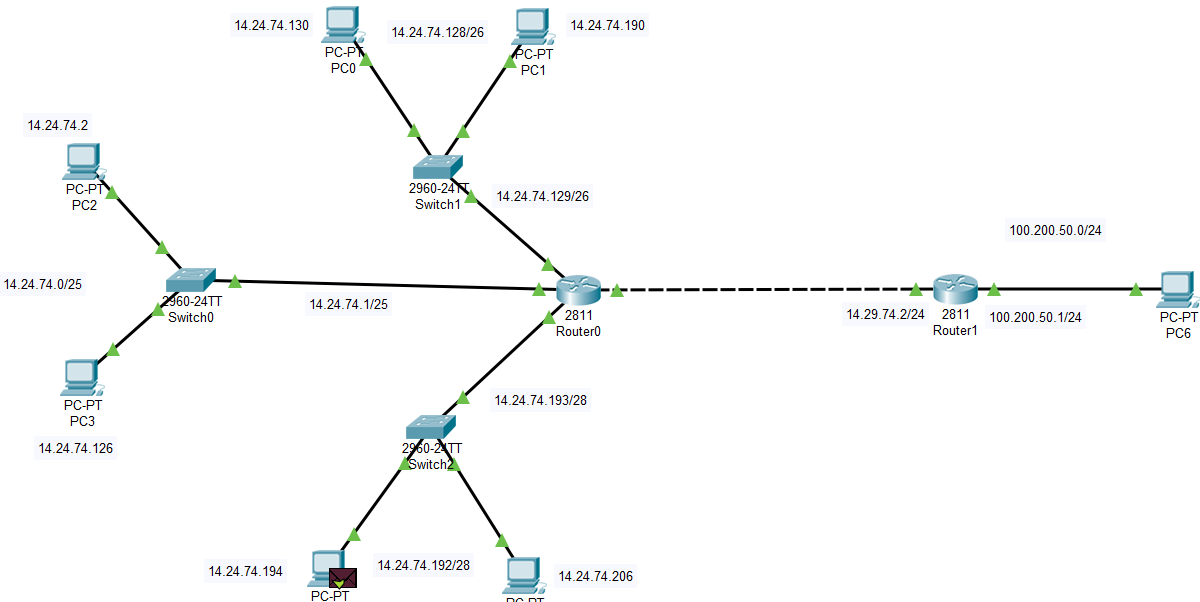 14.24.74.130
PC-PT
PC0
14.24.74.128/26
PC-PT
PC1
14.24.74.190
14.24.74.2
PC-PT
PC2
2960-24TT
Switch1
14.24.74.129/26
14.24.74.0/25
2960-24TT
Switch0
14.24.74.1/25
2811
Router0
14.29.74.2/24
2811
Router1
100.200.50.0/24
100.200.50.1/24
PC-PT
PC6
PC-PT
PC3
14.24.74.126
14.24.74.193/28
2960-24TT
Switch2
14.24.74.194
PC-PT
14.24.74.192/28
PC-PT
14.24.74.206